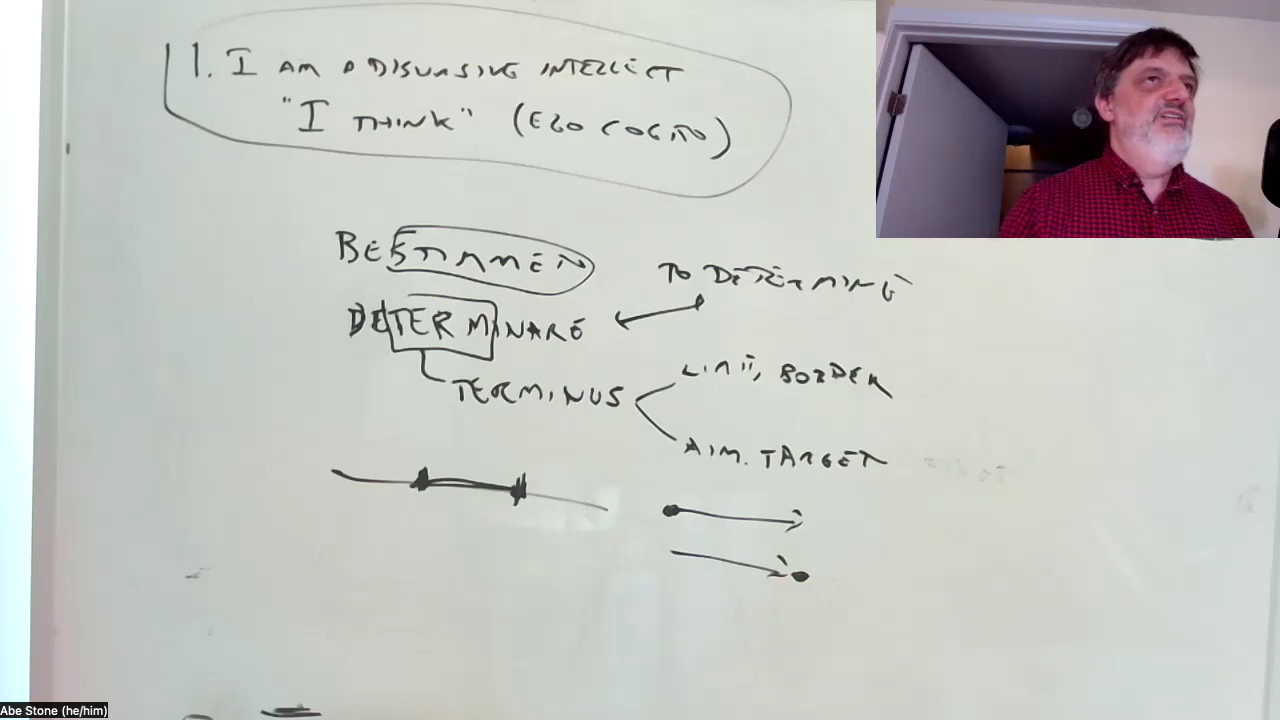 1. I AM A DISCURSIVE INTELLECT
"I THINK" (EGO COGITO)
BESTIMMEN
TO DETERMINE
DETERMINARE
LIMIT, BORDER
TERMINUS
AIM. TARGET
Abe Stone (he/him)